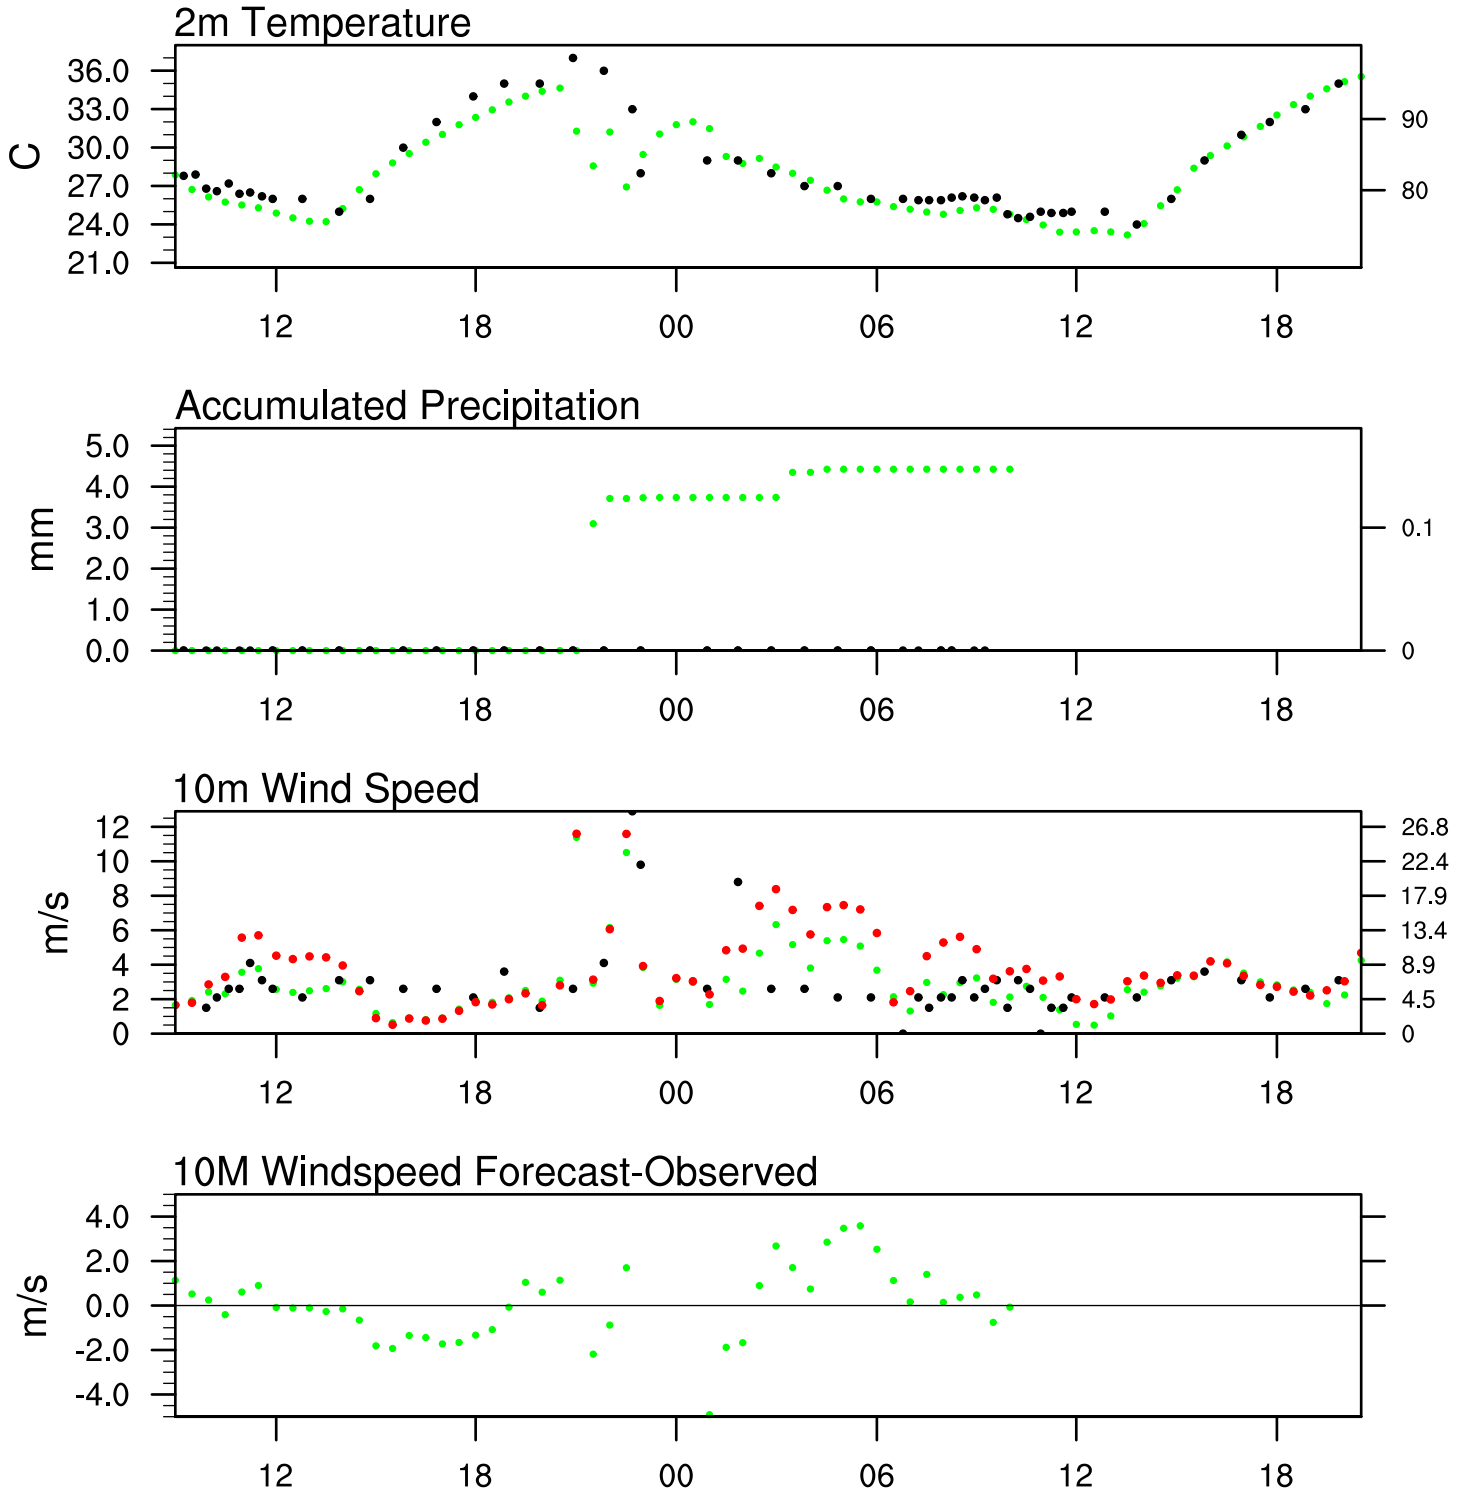 2m Temperature
36.0
33.0
90
30.0
C
27.0
80
24.0
21.0
12 18 00 06 12 18
Accumulated Precipitation
5.0
4.0
mm
3.0
0.1
2.0
1.0
0.0
0
12 18 00 06 12 18
10m Wind Speed
12 26.8
10 22.4
8 17.9
m/s
6 13.4
4 8.9
2 4.5
0 0
12 18 00 06 12 18
10M Windspeed Forecast-Observed
4.0
2.0
m/s
0.0
-2.0
-4.0
12 18 00 06 12 18